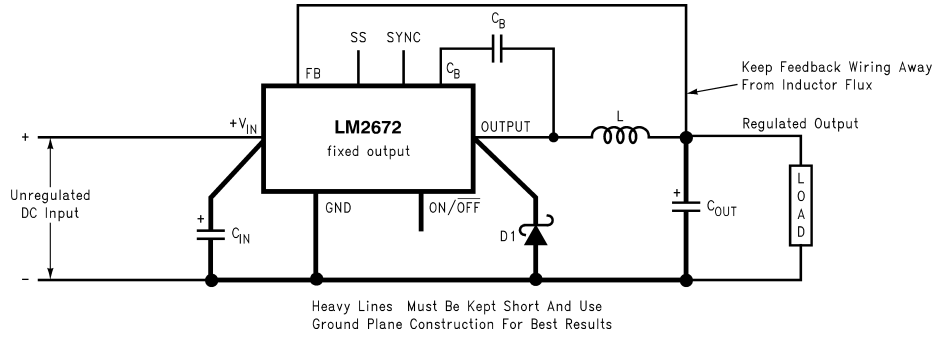 C_B
SS SYNC
FB
C_B
Keep Feedback Wiring Away
From Inductor Flux
+V_IN
LM2672
fixed output
OUTPUT
L
Regulated Output
+
Unregulated
DC Input
–
+
C_IN
GND
ON/O̅F̅F̅
D1
+
C_OUT
LOAD
Heavy Lines Must Be Kept Short And Use
Ground Plane Construction For Best Results